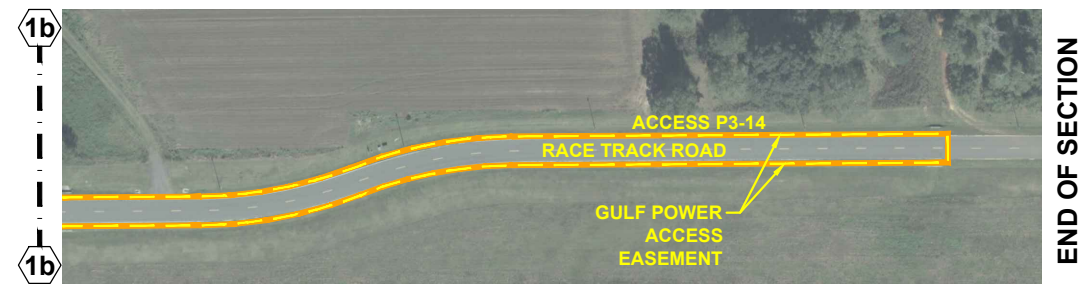 1b
ACCESS P3-14
RACE TRACK ROAD
GULF POWER
ACCESS
EASEMENT
1b
END OF SECTION